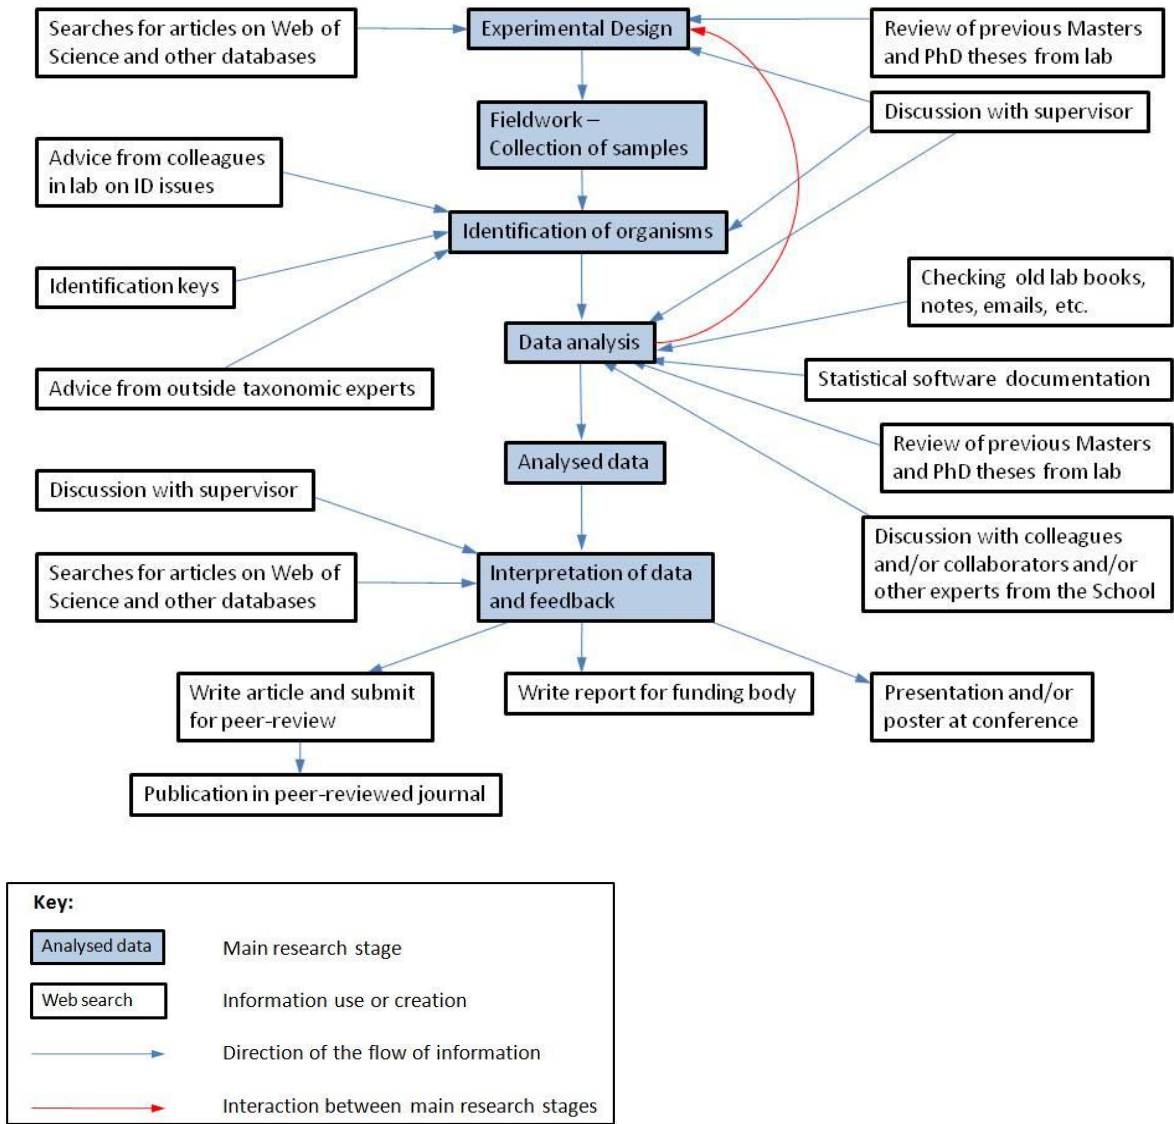 Searches for articles on Web of
Science and other databases
Experimental Design
Review of previous Masters
and PhD theses from lab
Fieldwork –
Collection of samples
Discussion with supervisor
Advice from colleagues
in lab on ID issues
Identification of organisms
Identification keys
Checking old lab books,
notes, emails, etc.
Data analysis
Advice from outside taxonomic experts
Statistical software documentation
Analysed data
Review of previous Masters
and PhD theses from lab
Discussion with supervisor
Discussion with colleagues
and/or collaborators and/or
other experts from the School
Searches for articles on Web of
Science and other databases
Interpretation of data
and feedback
Write article and submit
for peer-review
Write report for funding body
Presentation and/or
poster at conference
Publication in peer-reviewed journal
Key:
Analysed data
Main research stage
Web search
Information use or creation
Direction of the flow of information
Interaction between main research stages